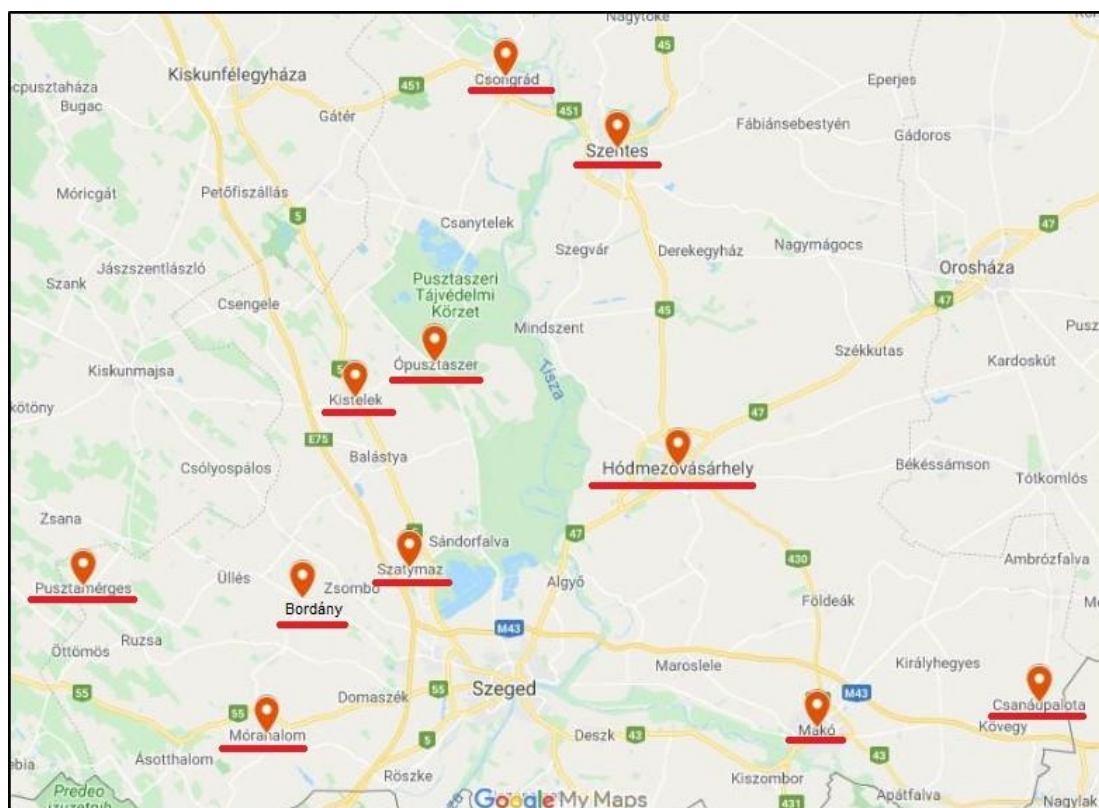 Nagytőke
45
Kiskunfélegyháza
Csongrád
451
Eperjes
Bugac
Gátér
451
Fábiánsebestyén
Gádoros
Szentes
Móricgát
Petőfiszállás
5
Csanytelek
Szegvár
Derekegyház
Nagymágocs
47
Jászszentlászló
Szank
Csengele
Pusztaszeri
Tájvédelmi
Körzet
Orosháza
47
45
Mindszent
Székkutas
Kardoskút
Ópusztaszer
Kiskunmajsa
Kistelek
Tisza
47
E75
Balástya
Csólyospálos
Hódmezővásárhely
Békéssámson
Tótkomlós
Zsana
47
Sándorfalva
430
Ambrózfalva
Pusztamérges
Üllés
Zsombó
Szatymaz
Algyő
Bordány
Földeák
Öttömös
Ruzsa
M43
Maroslele
Királyhegyes
55
Domaszék
55
Szeged
M43
Csanádpalota
55
Mórahalom
5
Deszk
43
Makó
43
Kövegy
Ásotthalom
Röszke
Kiszombor
Apátfalva
Nagylak
Predeo
Google My Maps
431